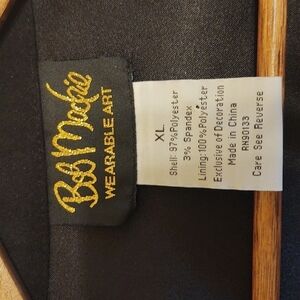 Bob Mackie
WEARABLE ART
XL
Shell: 97% Polyester
3% Spandex
Lining: 100% Polyester
Exclusive of Decoration
Made in China
RN90133
Care See Reverse